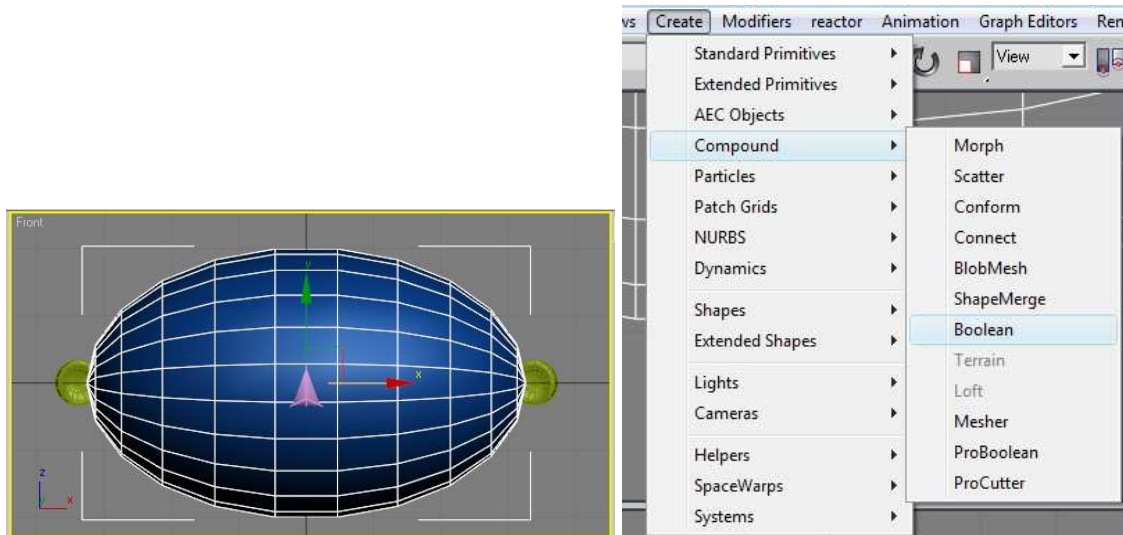 Front
y
x
z
y
x
Create Modifiers reactor Animation Graph Editors
View
Standard Primitives
Extended Primitives
AEC Objects
Compound
Particles
Patch Grids
NURBS
Dynamics
Shapes
Extended Shapes
Lights
Cameras
Helpers
SpaceWarps
Systems
Morph
Scatter
Conform
Connect
BlobMesh
ShapeMerge
Boolean
Terrain
Loft
Mesher
ProBoolean
ProCutter